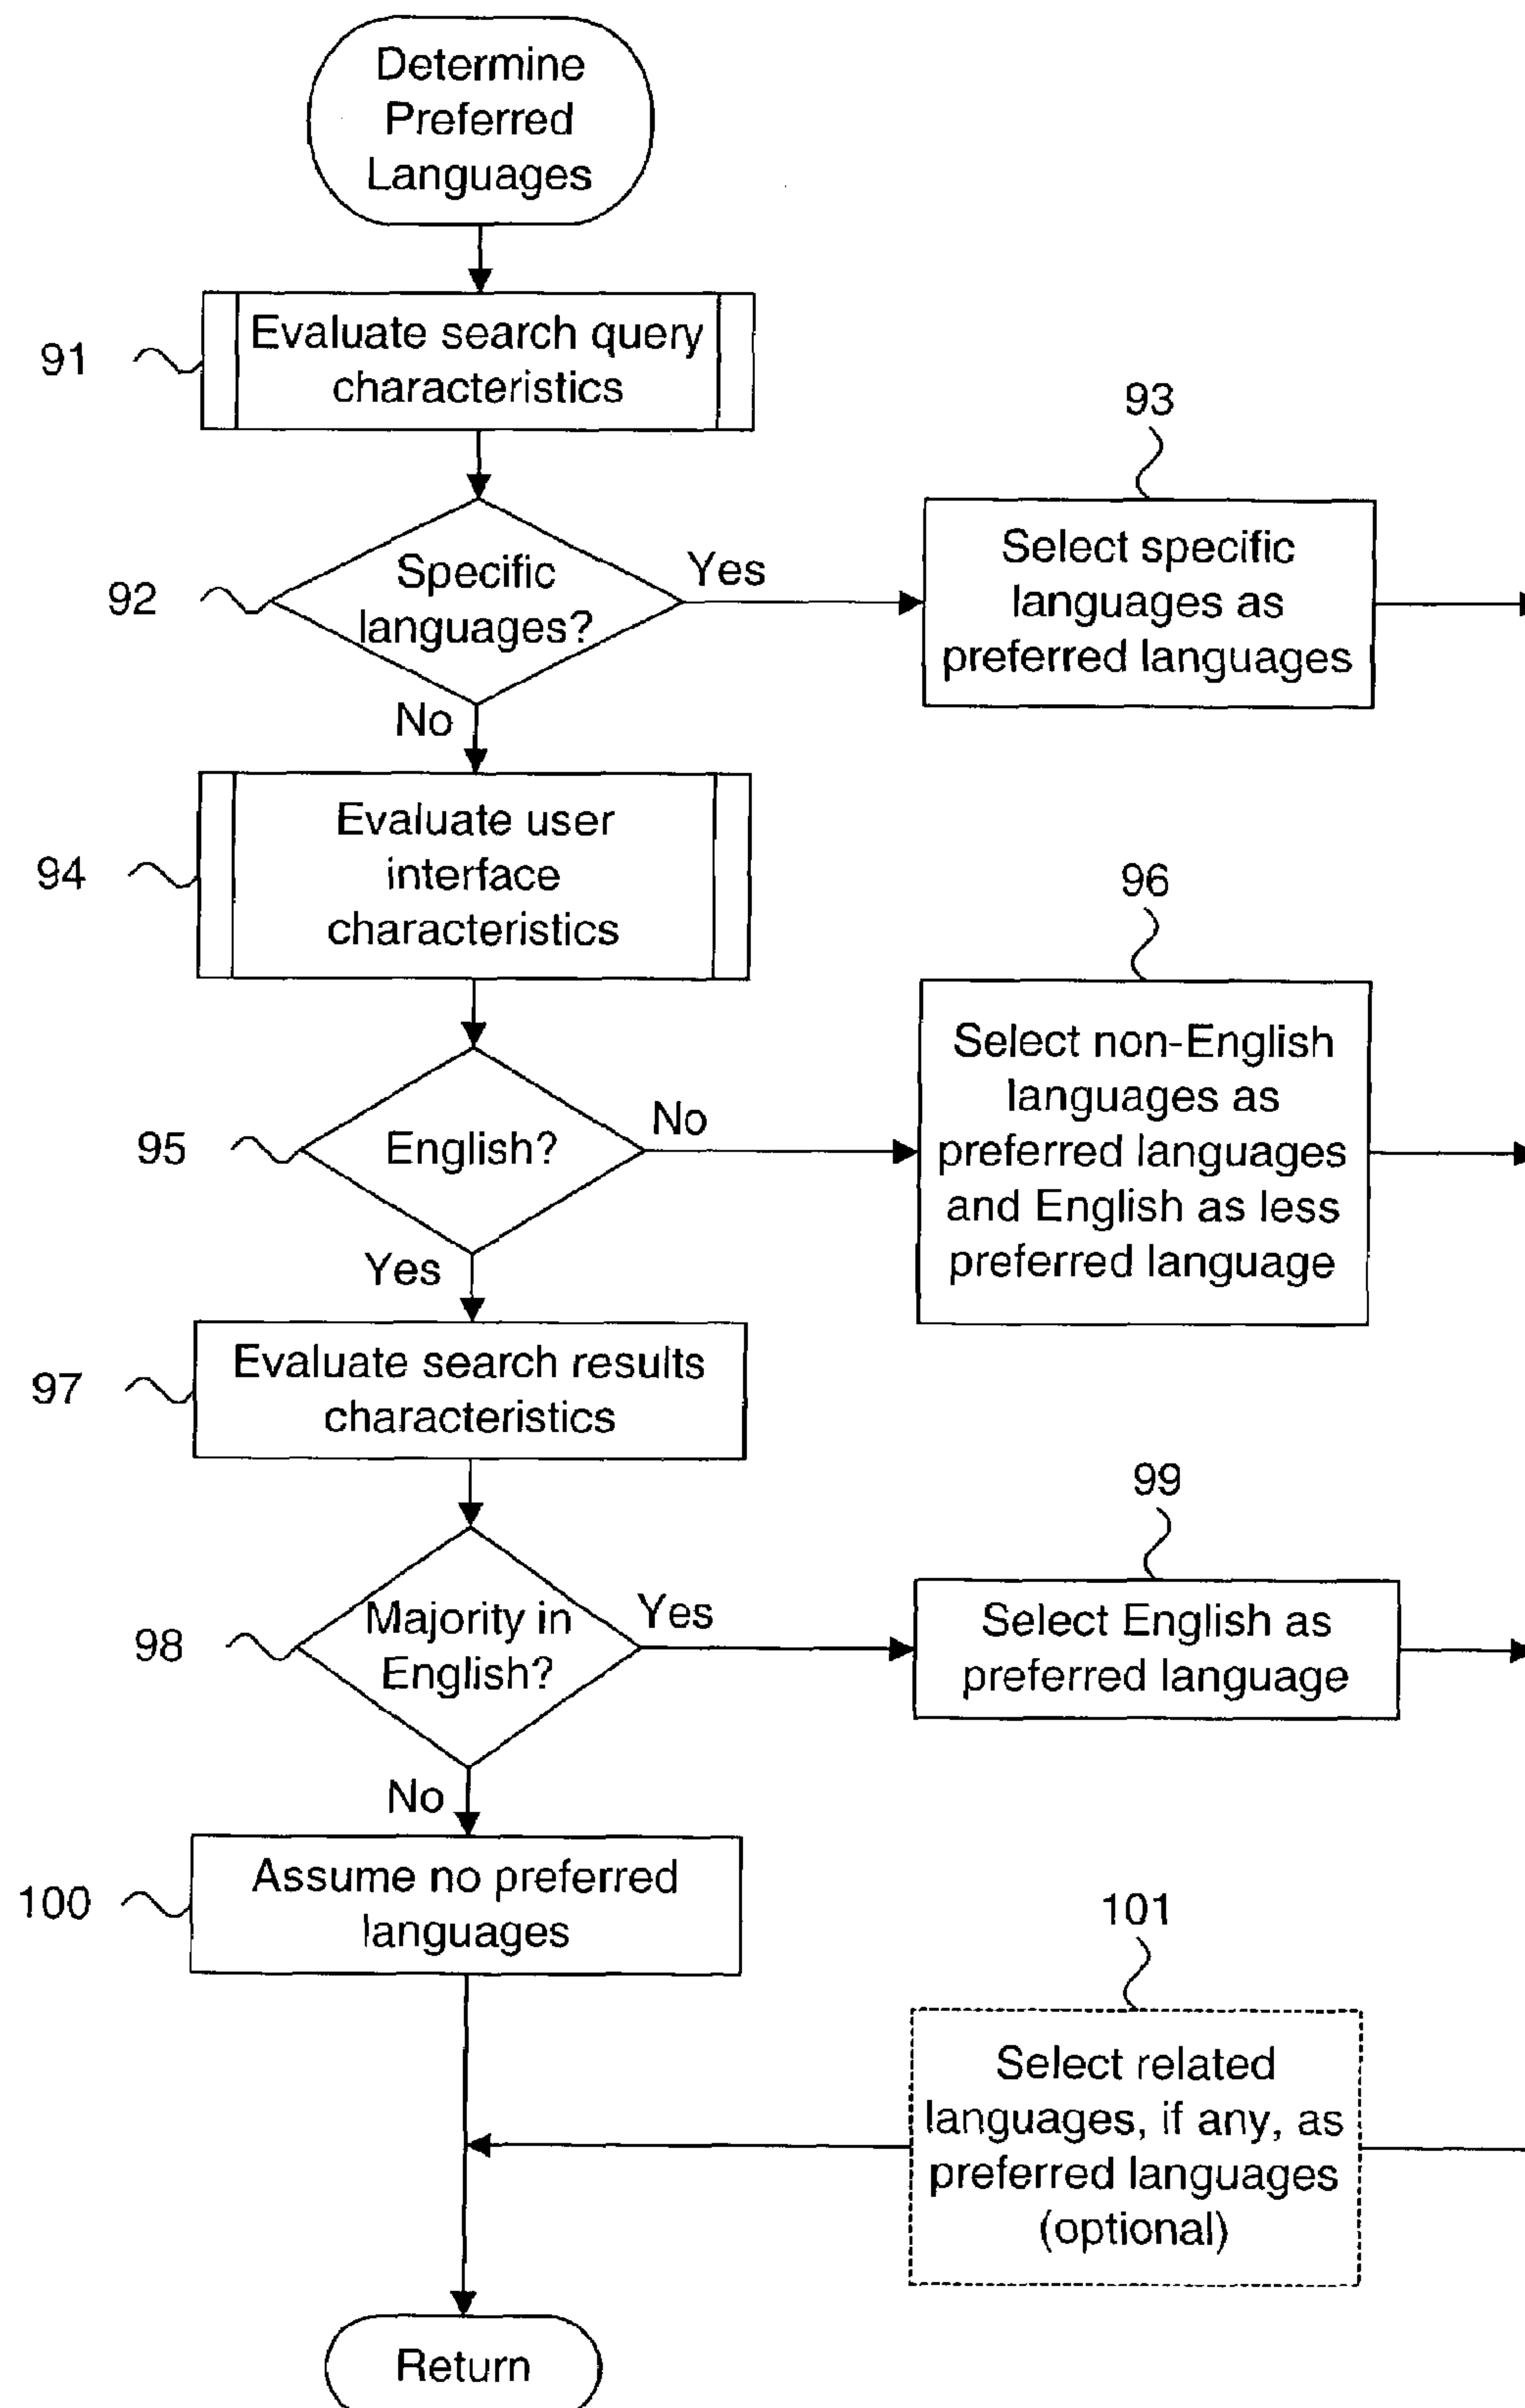 Determine
Preferred
Languages
91
Evaluate search query
characteristics
92
Specific
languages?
Yes
93
Select specific
languages as
preferred languages
No
94
Evaluate user
interface
characteristics
95
English?
No
96
Select non-English
languages as
preferred languages
and English as less
preferred language
Yes
97
Evaluate search results
characteristics
98
Majority in
English?
Yes
99
Select English as
preferred language
No
100
Assume no preferred
languages
101
Select related
languages, if any, as
preferred languages
(optional)
Return